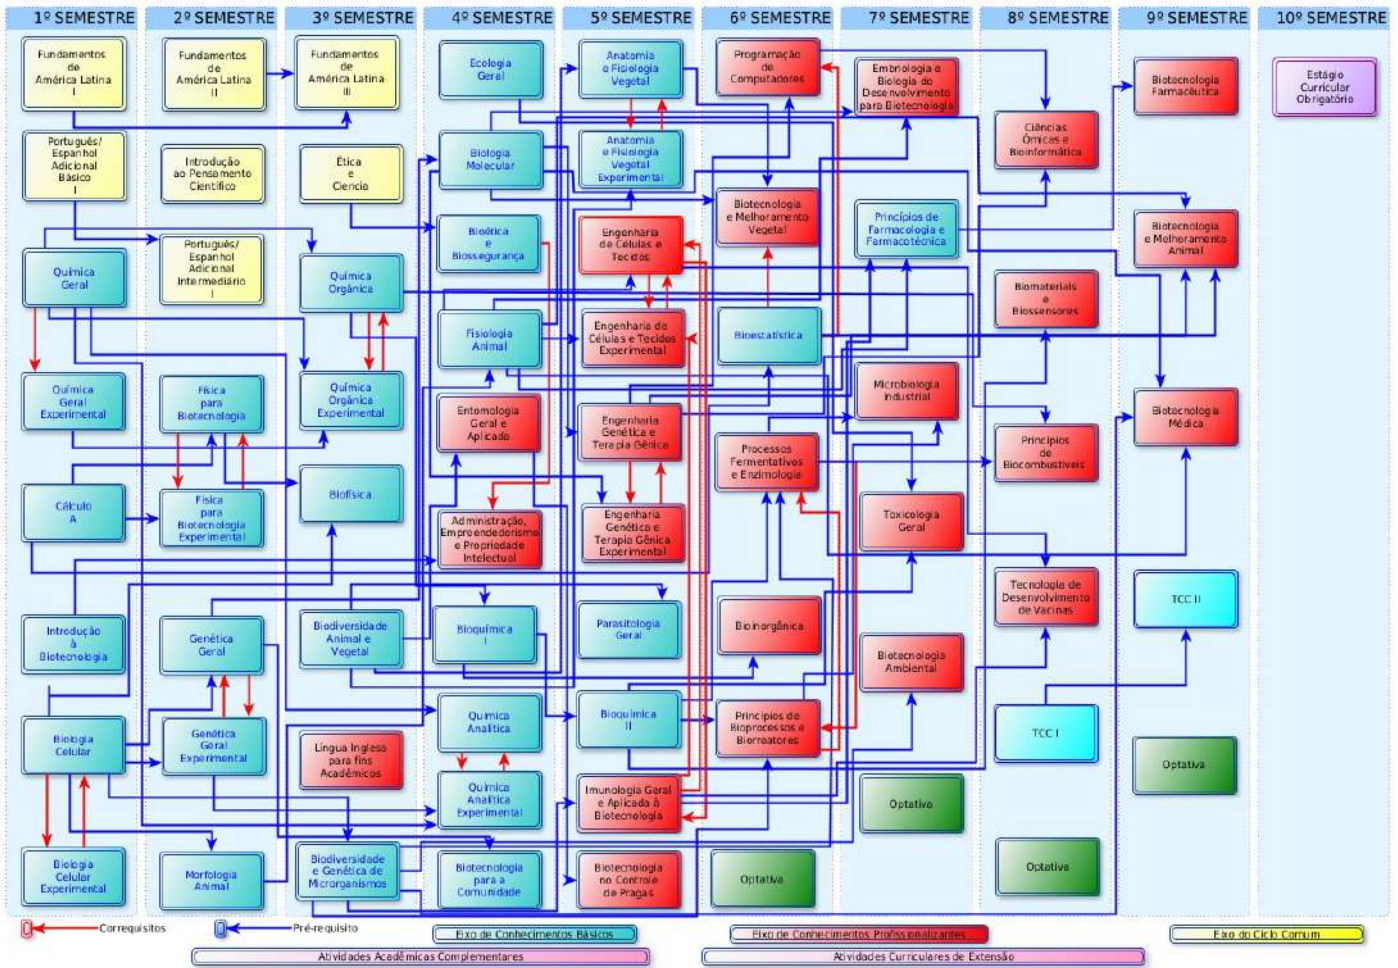 1º SEMESTRE
2º SEMESTRE
3º SEMESTRE
4º SEMESTRE
5º SEMESTRE
6º SEMESTRE
7º SEMESTRE
8º SEMESTRE
9º SEMESTRE
10º SEMESTRE
Fundamentos
de
América Latina
I
Português/
Espanhol
Adicional
Básico
I
Química
Geral
Química
Geral
Experimental
Cálculo
A
Introdução
à
Biotecnologia
Biologia
Celular
Biologia
Celular
Experimental
Fundamentos
de
América Latina
II
Introdução
ao Pensamento
Científico
Português/
Espanhol
Adicional
Intermediário
I
Física
para
Biotecnologia
Física
para
Biotecnologia
Experimental
Genética
Geral
Genética
Geral
Experimental
Morfologia
Animal
Fundamentos
de
América Latina
III
Ética
e
Ciencia
Química
Orgânica
Química
Orgânica
Experimental
Biofísica
Biodiversidade
Animal e
Vegetal
Língua Inglesa
para fins
Acadêmicos
Biodiversidade
e Genética de
Microrganismos
Ecologia
Geral
Biologia
Molecular
Bioética
e
Biossegurança
Fisiologia
Animal
Entomologia
Geral e
Aplicada
Administração,
Empreendedorismo
e Propriedade
Intelectual
Bioquímica
I
Química
Analítica
Química
Analítica
Experimental
Biotecnologia
para a
Comunidade
Anatomia
e Fisiologia
Vegetal
Anatomia
e Fisiologia
Vegetal
Experimental
Engenharia
de Células e
Tecidos
Engenharia de
Células e Tecidos
Experimental
Engenharia
Genética e
Terapia Gênica
Engenharia
Genética e
Terapia Gênica
Experimental
Parasitologia
Geral
Bioquímica
II
Imunologia Geral
e Aplicada à
Biotecnologia
Biotecnologia
no Controle
de Pragas
Programação
de
Computadores
Biotecnologia
e Melhoramento
Vegetal
Bioestatística
Processos
Fermentativos
e Enzimologia
Bioinorgânica
Princípios de
Bioprocessos e
Biorreatores
Optativa
Embriologia e
Biologia do
Desenvolvimento
para Biotecnologia
Princípios de
Farmacologia e
Farmacotécnica
Microbiologia
Industrial
Toxicologia
Geral
Biotecnologia
Ambiental
Optativa
Ciências
Ômicas e
Bioinformática
Biomateriais
e
Biossensores
Princípios
de
Biocombustíveis
Tecnologia de
Desenvolvimento
de Vacinas
TCC I
Optativa
Biotecnologia
Farmacêutica
Biotecnologia
e Melhoramento
Animal
Biotecnologia
Médica
TCC II
Optativa
Estágio
Curricular
Obrigatório
Correquisitos
Pré-requisito
Eixo de Conhecimentos Básicos
Eixo de Conhecimentos Profissionalizantes
Eixo do Ciclo Comum
Atividades Acadêmicas Complementares
Atividades Curriculares de Extensão